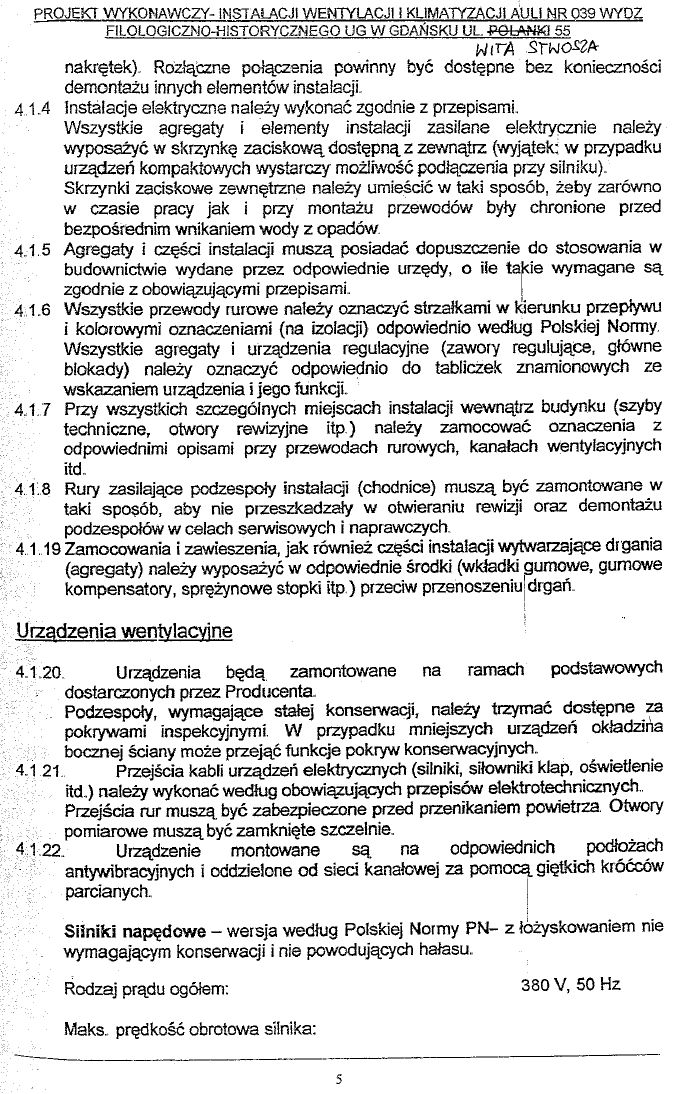 PROJEKT WYKONAWCZY- INSTALACJI WENTYLACJI I KLIMATYZACJI AULI NR 039 WYDZ
FILOLOGICZNO-HISTORYCZNEGO UG W GDAŃSKU UL. POLANKI 55
WITA STWOSZA
nakrętek). Rozłączne połączenia powinny być dostępne bez konieczności
demontażu innych elementów instalacji.
4.1.4 Instalacje elektryczne należy wykonać zgodnie z przepisami.
Wszystkie agregaty i elementy instalacji zasilane elektrycznie należy
wyposażyć w skrzynkę zaciskową dostępną z zewnątrz (wyjątek: w przypadku
urządzeń kompaktowych wystarczy możliwość podłączenia przy silniku).
Skrzynki zaciskowe zewnętrzne należy umieścić w taki sposób, żeby zarówno
w czasie pracy jak i przy montażu przewodów były chronione przed
bezpośrednim wnikaniem wody z opadów.
4.1.5 Agregaty i części instalacji muszą posiadać dopuszczenie do stosowania w
budownictwie wydane przez odpowiednie urzędy, o ile takie wymagane są
zgodnie z obowiązującymi przepisami.
4.1.6 Wszystkie przewody rurowe należy oznaczyć strzałkami w kierunku przepływu
i kolorowymi oznaczeniami (na izolacji) odpowiednio według Polskiej Normy.
Wszystkie agregaty i urządzenia regulacyjne (zawory regulujące, główne
blokady) należy oznaczyć odpowiednio do tabliczek znamionowych ze
wskazaniem urządzenia i jego funkcji.
4.1.7 Przy wszystkich szczególnych miejscach instalacji wewnątrz budynku (szyby
techniczne, otwory rewizyjne itp.) należy zamocować oznaczenia z
odpowiednimi opisami przy przewodach rurowych, kanałach wentylacyjnych
itd.
4.1.8 Rury zasilające podzespoły instalacji (chodnice) muszą być zamontowane w
taki sposób, aby nie przeszkadzały w otwieraniu rewizji oraz demontażu
podzespołów w celach serwisowych i naprawczych.
4.1.19 Zamocowania i zawieszenia, jak również części instalacji wytwarzające drgania
(agregaty) należy wyposażyć w odpowiednie środki (wkładki gumowe, gumowe
kompensatory, sprężynowe stopki itp.) przeciw przenoszeniu drgań.
Urządzenia wentylacyjne
4.1.20. Urządzenia będą zamontowane na ramach podstawowych
dostarczonych przez Producenta.
Podzespoły, wymagające stałej konserwacji, należy trzymać dostępne za
pokrywami inspekcyjnymi. W przypadku mniejszych urządzeń okładzina
bocznej ściany może przejąć funkcje pokryw konserwacyjnych.
4.1.21. Przejścia kabli urządzeń elektrycznych (silniki, siłowniki klap, oświetlenie
itd.) należy wykonać według obowiązujących przepisów elektrotechnicznych.
Przejścia rur muszą być zabezpieczone przed przenikaniem powietrza. Otwory
pomiarowe muszą być zamknięte szczelnie.
4.1.22. Urządzenie montowane są na odpowiednich podłożach
antywibracyjnych i oddzielone od sieci kanałowej za pomocą giętkich króćców
parcianych.
Silniki napędowe – wersja według Polskiej Normy PN– z łożyskowaniem nie
wymagającym konserwacji i nie powodujących hałasu.
Rodzaj prądu ogółem: 380 V, 50 Hz
Maks. prędkość obrotowa silnika:
5